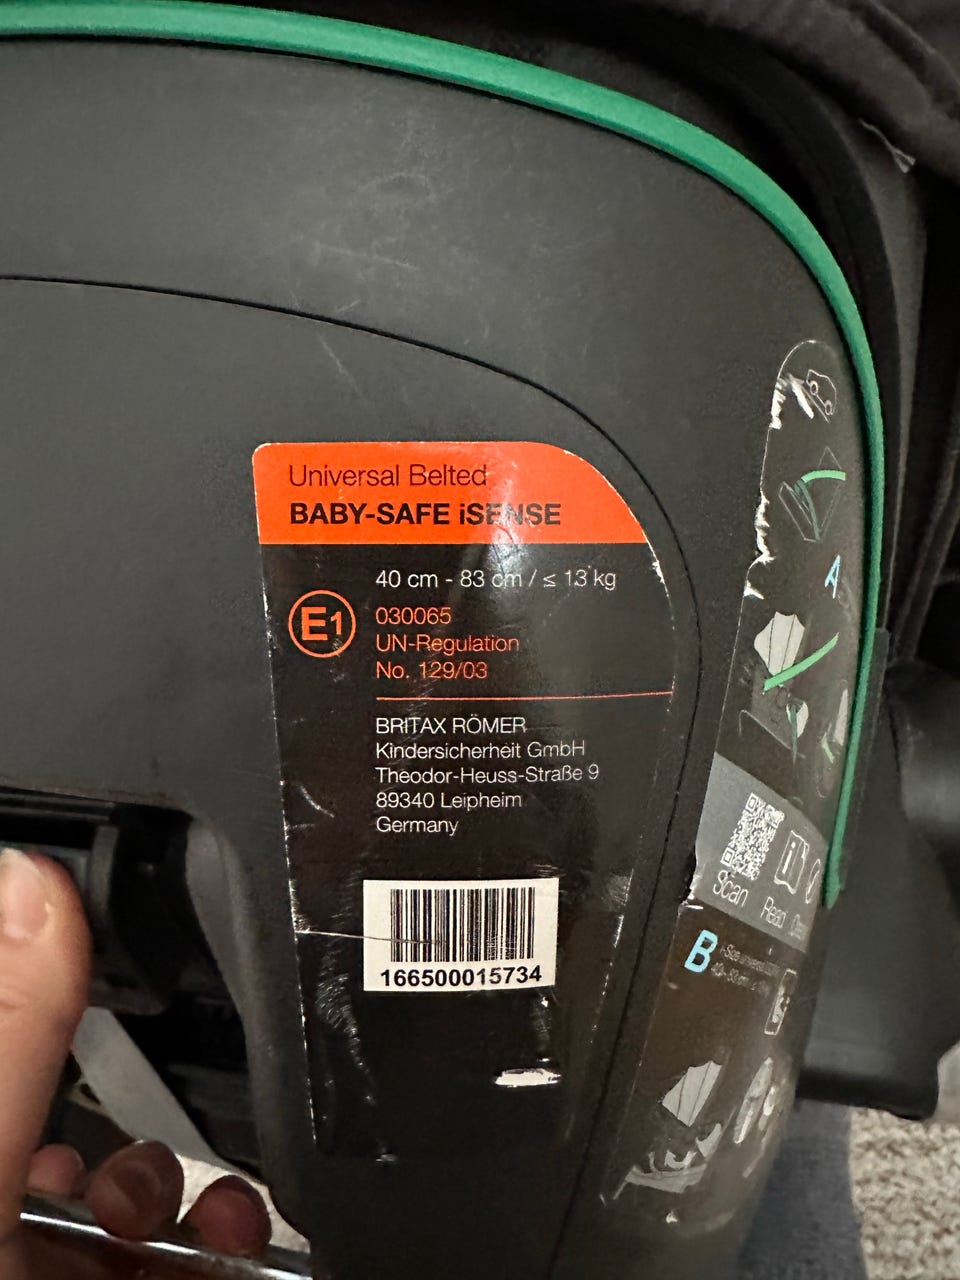 Universal Belted
BABY-SAFE iSENSE
40 cm - 83 cm / ≤ 13 kg
E1
030065
UN-Regulation
No. 129/03
BRITAX RÖMER
Kindersicherheit GmbH
Theodor-Heuss-Straße 9
89340 Leipheim
Germany
166500015734
A
Scan
Read
B